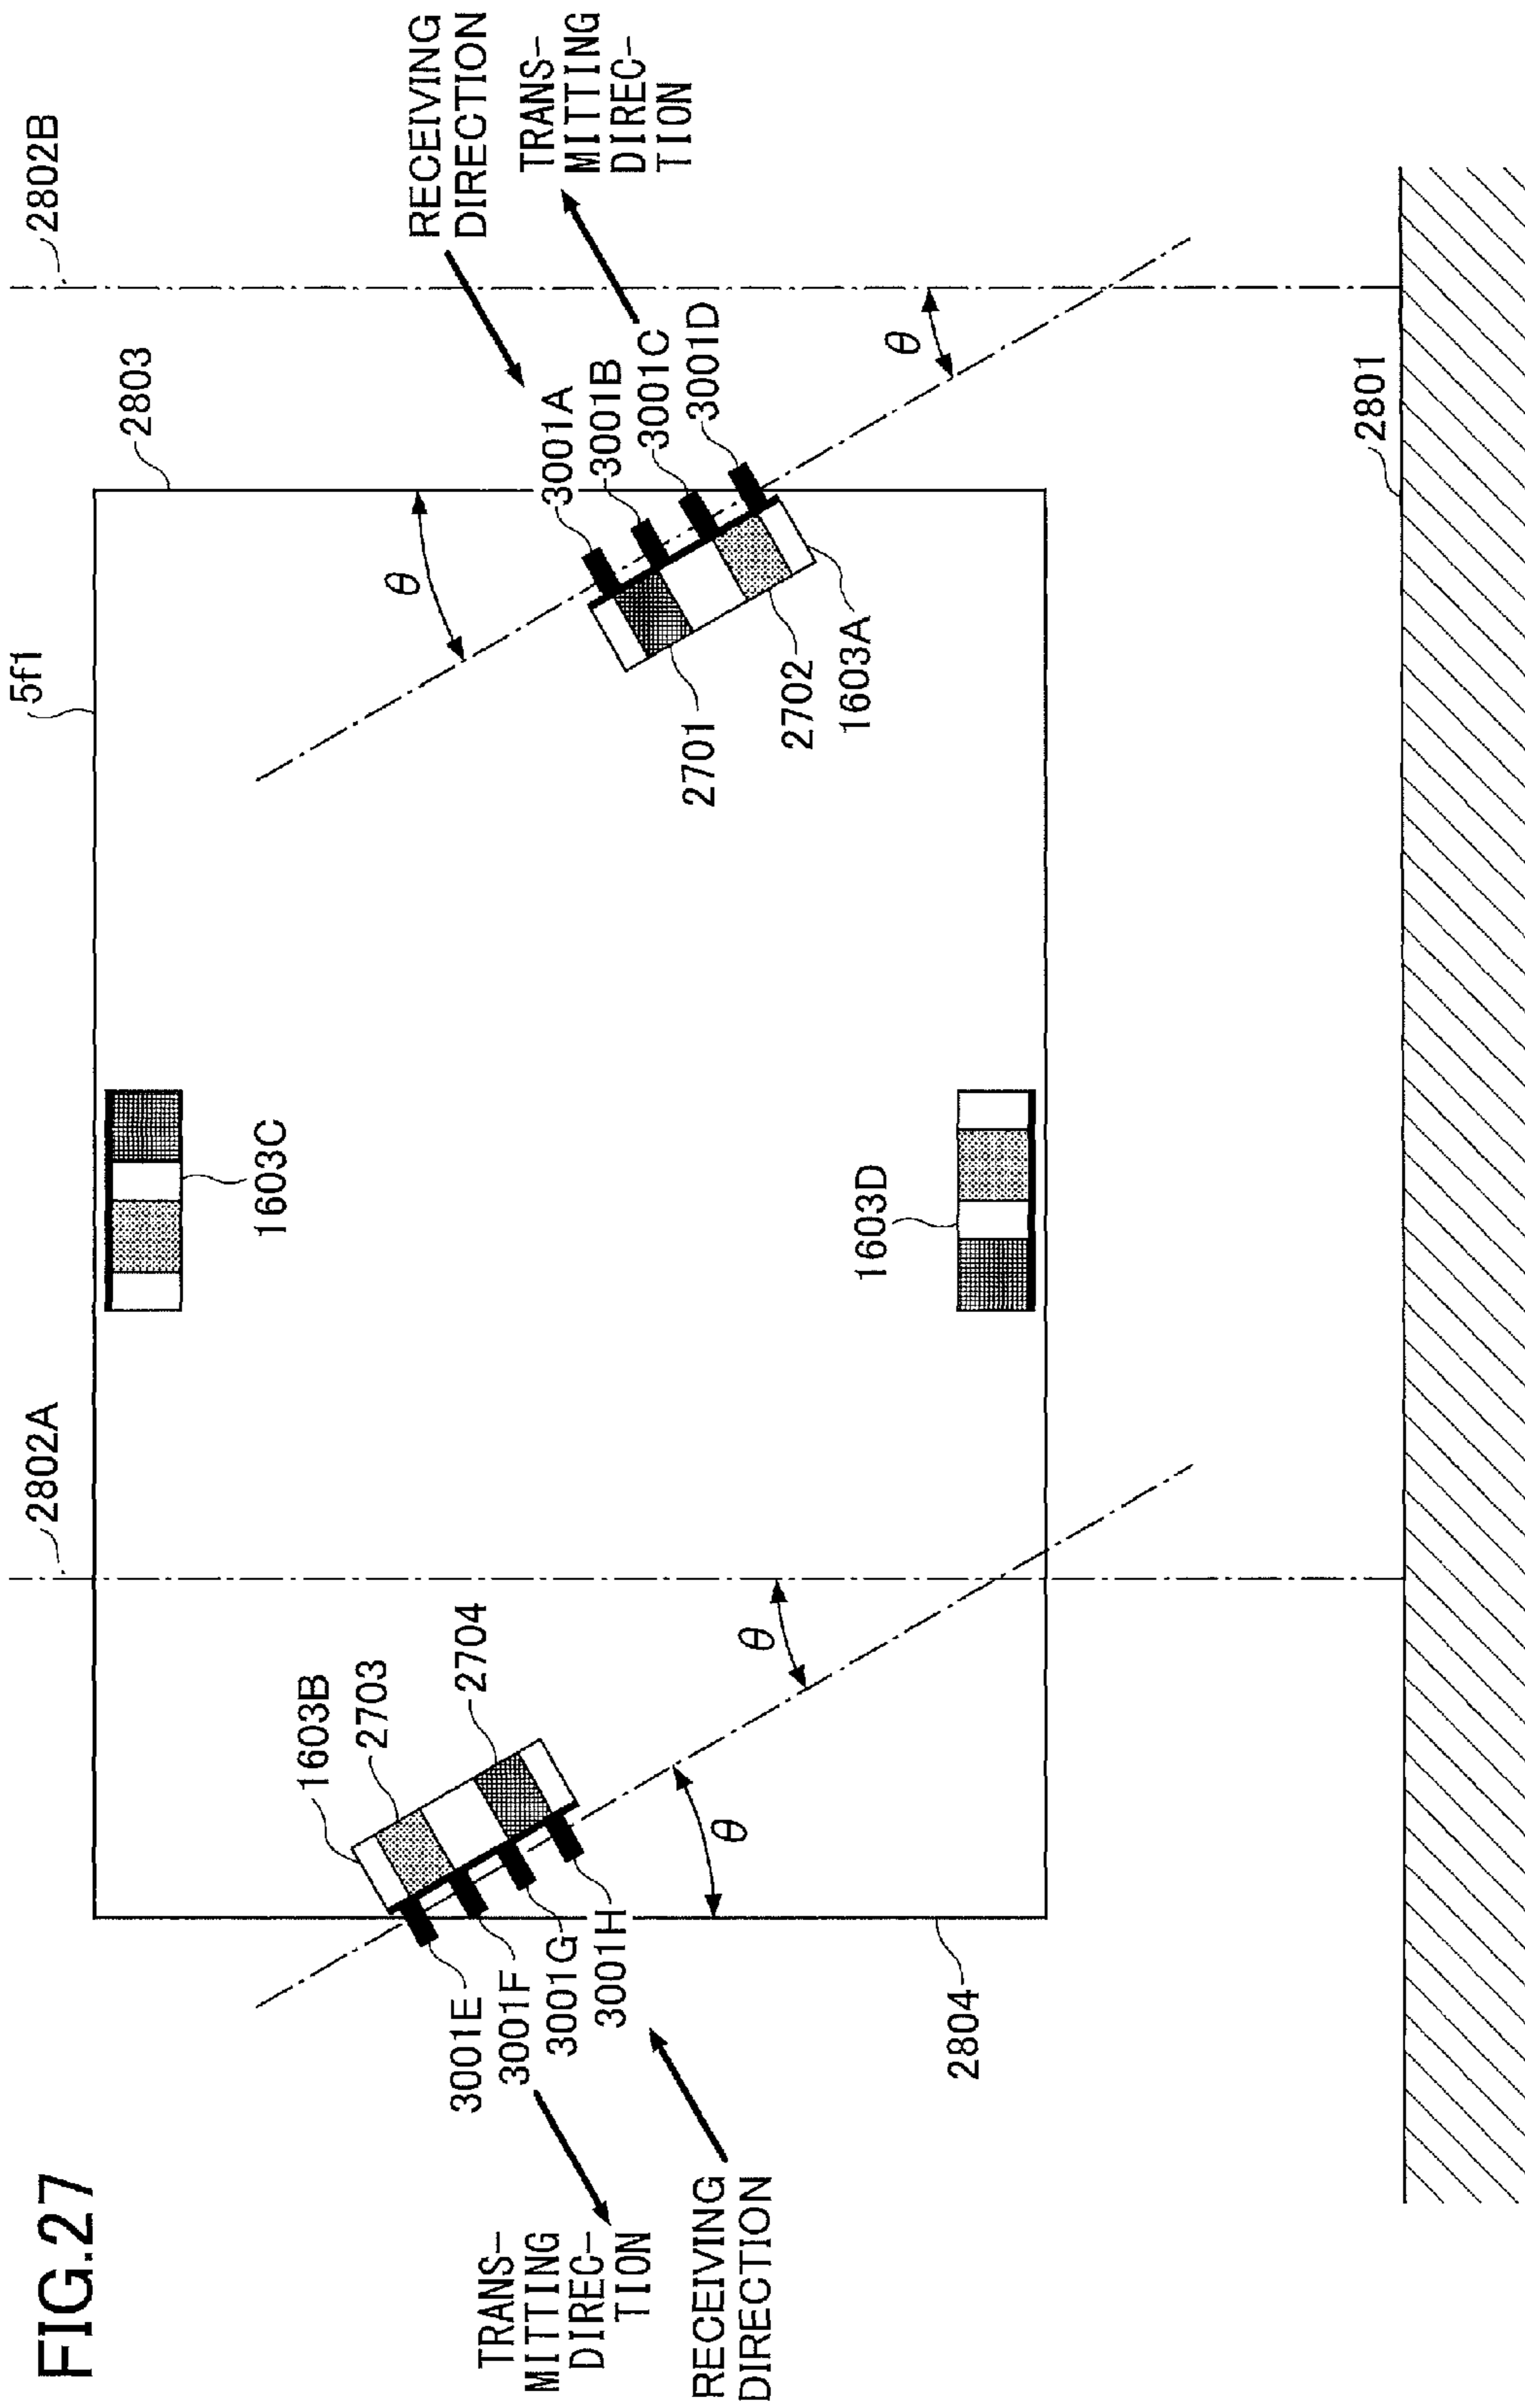 FIG.27
2802A
5f1
2802B
2803
RECEIVING
DIRECTION
TRANS-
MITTING
DIREC-
TION
1603B
2703
2704
1603C
θ
3001A
3001B
3001C
3001D
2701
2702
1603A
θ
1603D
θ
θ
3001E
3001F
3001G
3001H
TRANS-
MITTING
DIREC-
TION
RECEIVING
DIRECTION
2804
2801